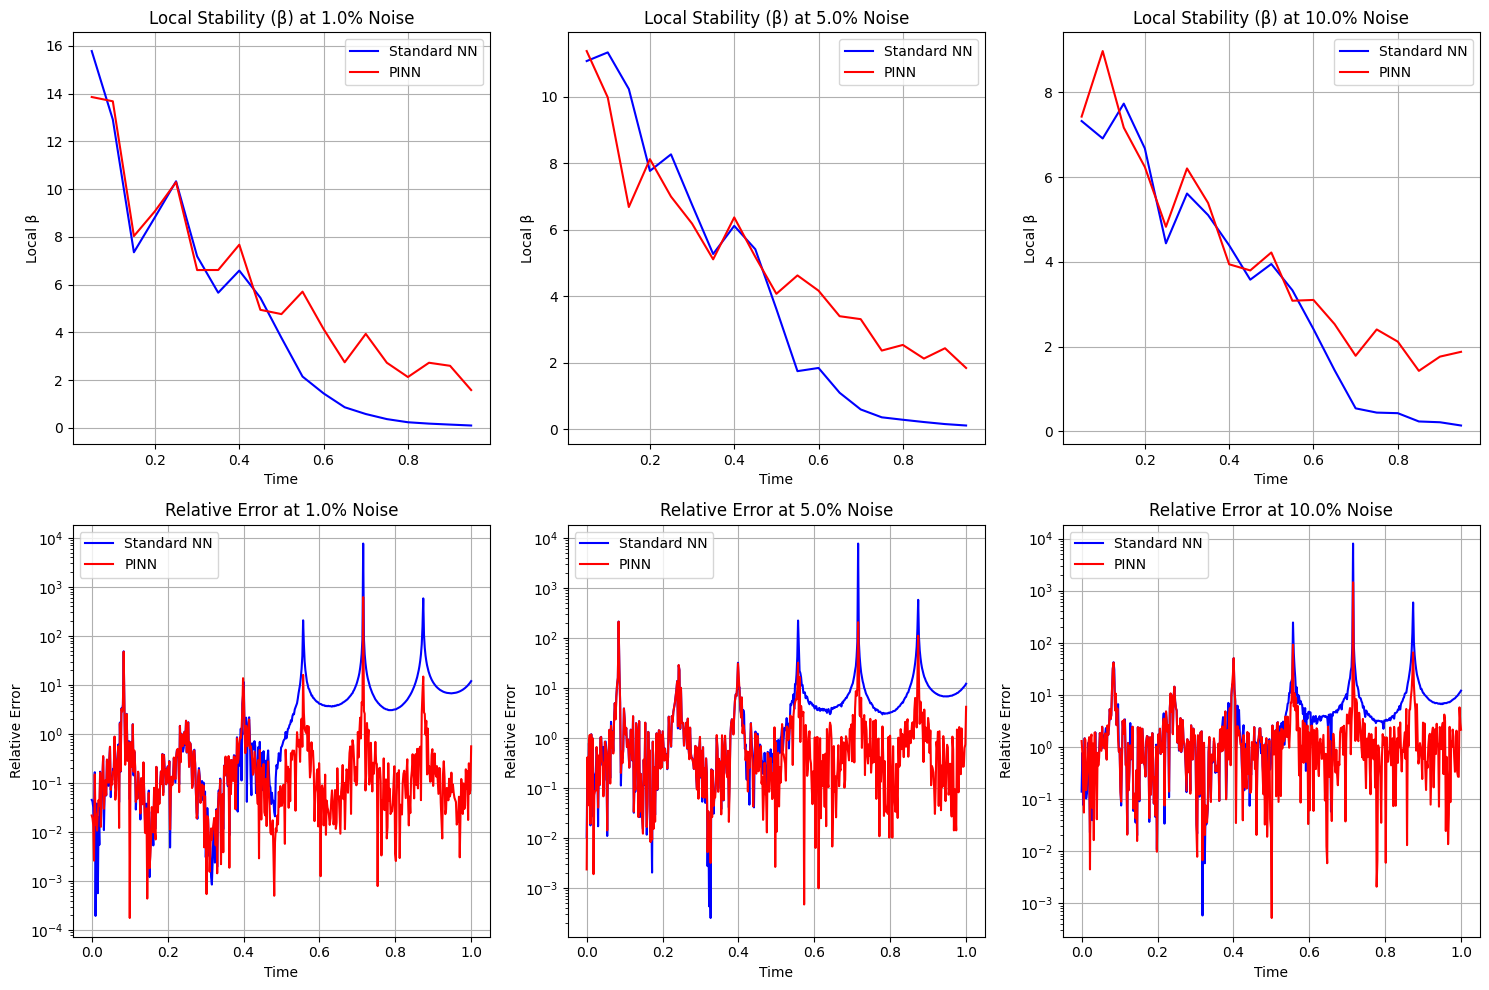 Local Stability (β) at 1.0% Noise
Local β
16
14
12
10
8
6
4
2
0
Standard NN
PINN
0.2 0.4 0.6 0.8
Time
Local Stability (β) at 5.0% Noise
Local β
10
8
6
4
2
0
Standard NN
PINN
0.2 0.4 0.6 0.8
Time
Local Stability (β) at 10.0% Noise
Local β
8
6
4
2
0
Standard NN
PINN
0.2 0.4 0.6 0.8
Time
Relative Error at 1.0% Noise
Relative Error
10⁴
10³
10²
10¹
10⁰
10⁻¹
10⁻²
10⁻³
10⁻⁴
Standard NN
PINN
0.0 0.2 0.4 0.6 0.8 1.0
Time
Relative Error at 5.0% Noise
Relative Error
10⁴
10³
10²
10¹
10⁰
10⁻¹
10⁻²
10⁻³
Standard NN
PINN
0.0 0.2 0.4 0.6 0.8 1.0
Time
Relative Error at 10.0% Noise
Relative Error
10⁴
10³
10²
10¹
10⁰
10⁻¹
10⁻²
10⁻³
Standard NN
PINN
0.0 0.2 0.4 0.6 0.8 1.0
Time